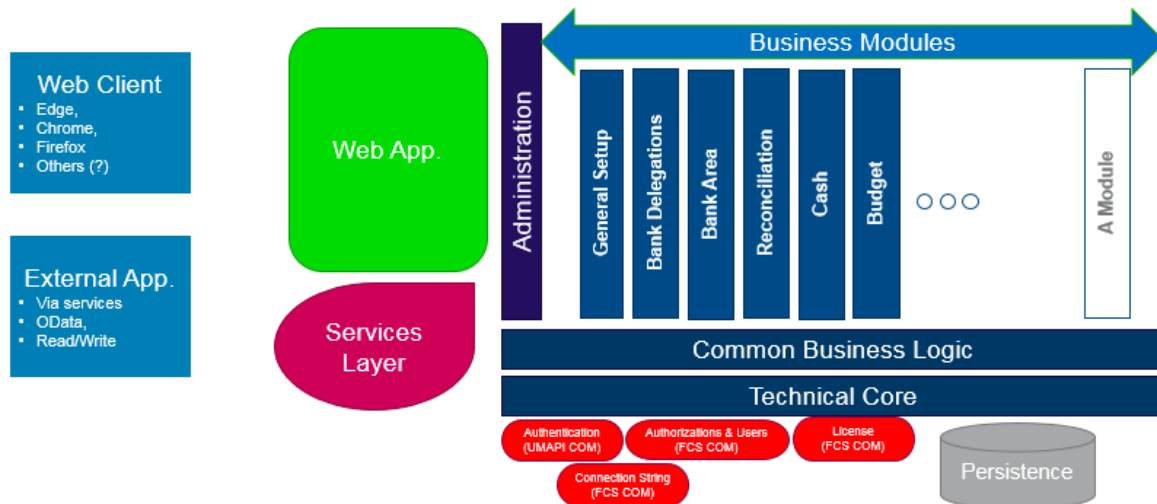 Web Client
• Edge,
• Chrome,
• Firefox
• Others (?)
External App.
• Via services
• OData,
• Read/Write
Web App.
Services
Layer
Administration
Business Modules
General Setup
Bank Delegations
Bank Area
Reconciliation
Cash
Budget
A Module
Common Business Logic
Technical Core
Authentication
(UMAPI COM)
Authorizations & Users
(FCS COM)
License
(FCS COM)
Connection String
(FCS COM)
Persistence